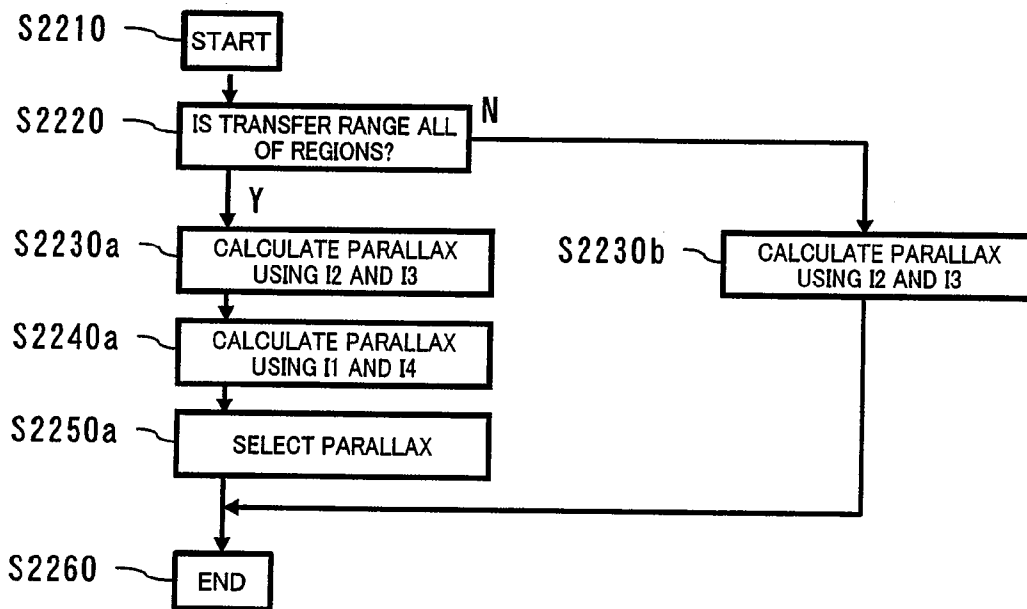 S2210
START
S2220
IS TRANSFER RANGE ALL
OF REGIONS?
N
Y
S2230a
CALCULATE PARALLAX
USING I2 AND I3
S2230b
CALCULATE PARALLAX
USING I2 AND I3
S2240a
CALCULATE PARALLAX
USING I1 AND I4
S2250a
SELECT PARALLAX
S2260
END